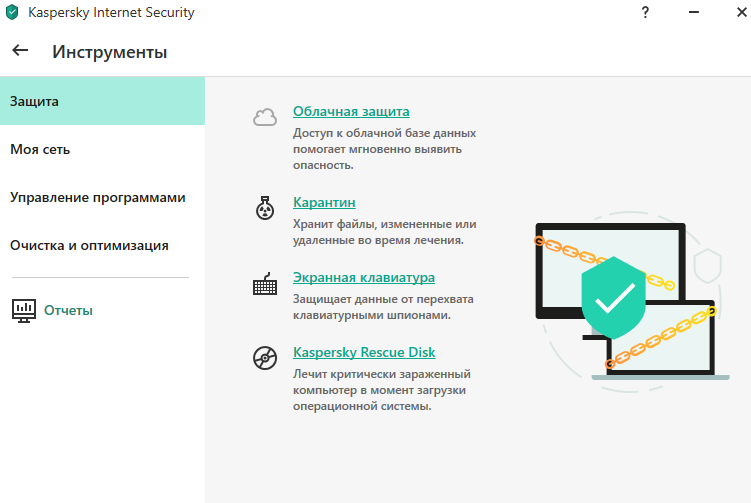 Kaspersky Internet Security
?
Инструменты
Защита
Моя сеть
Управление программами
Очистка и оптимизация
Отчеты
Облачная защита
Доступ к облачной базе данных
помогает мгновенно выявить
опасность.
Карантин
Хранит файлы, измененные или
удаленные во время лечения.
Экранная клавиатура
Защищает данные от перехвата
клавиатурными шпионами.
Kaspersky Rescue Disk
Лечит критически зараженный
компьютер в момент загрузки
операционной системы.